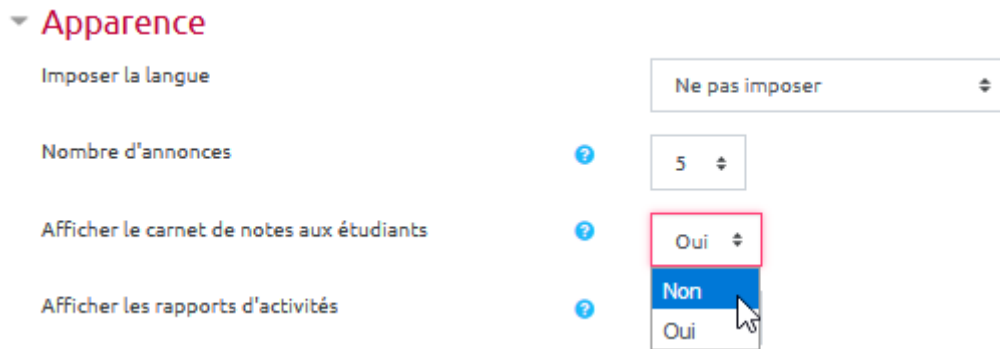 Apparence
Imposer la langue
Ne pas imposer
Nombre d'annonces
5
Afficher le carnet de notes aux étudiants
Oui
Non
Afficher les rapports d'activités
Oui